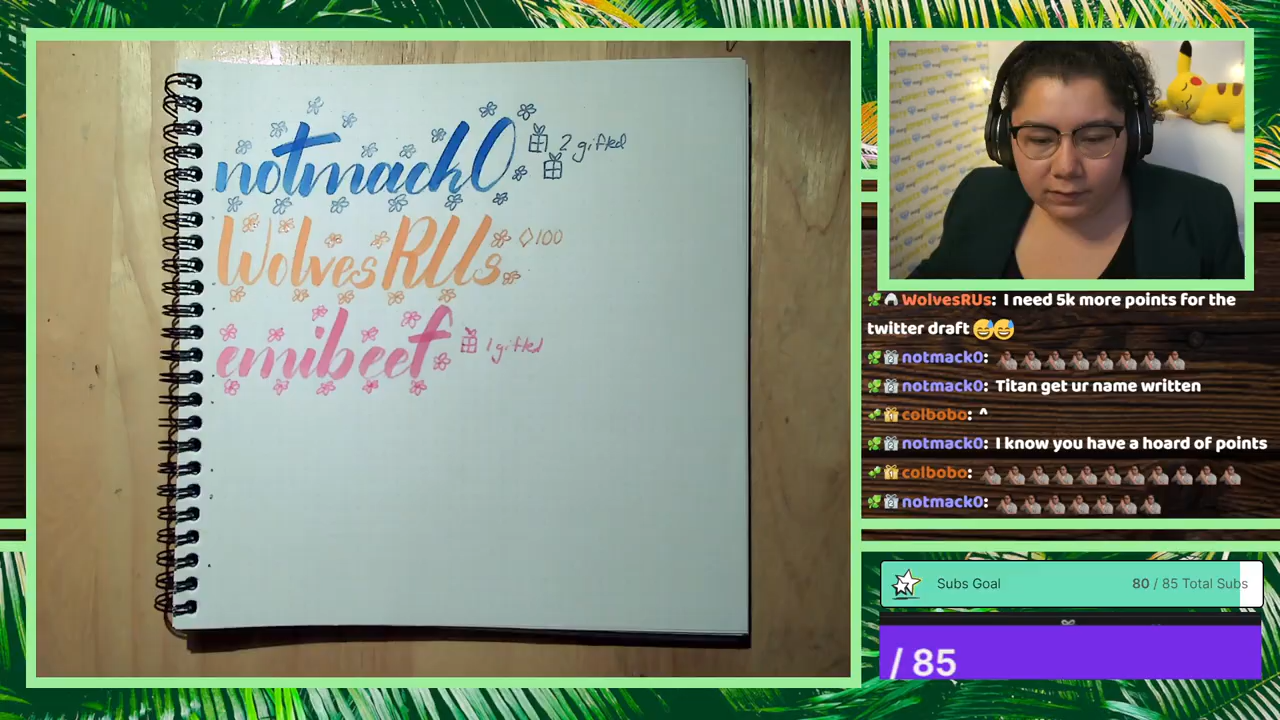 notmack0 2 gifted
WolvesRUs ◇100
emibeef 1 gifted
WolvesRUs: I need 5k more points for the
twitter draft 😅😅
notmack0:
notmack0: Titan get ur name written
colbobo: ^
notmack0: I know you have a hoard of points
colbobo:
notmack0:
Subs Goal 80 / 85 Total Subs
/ 85